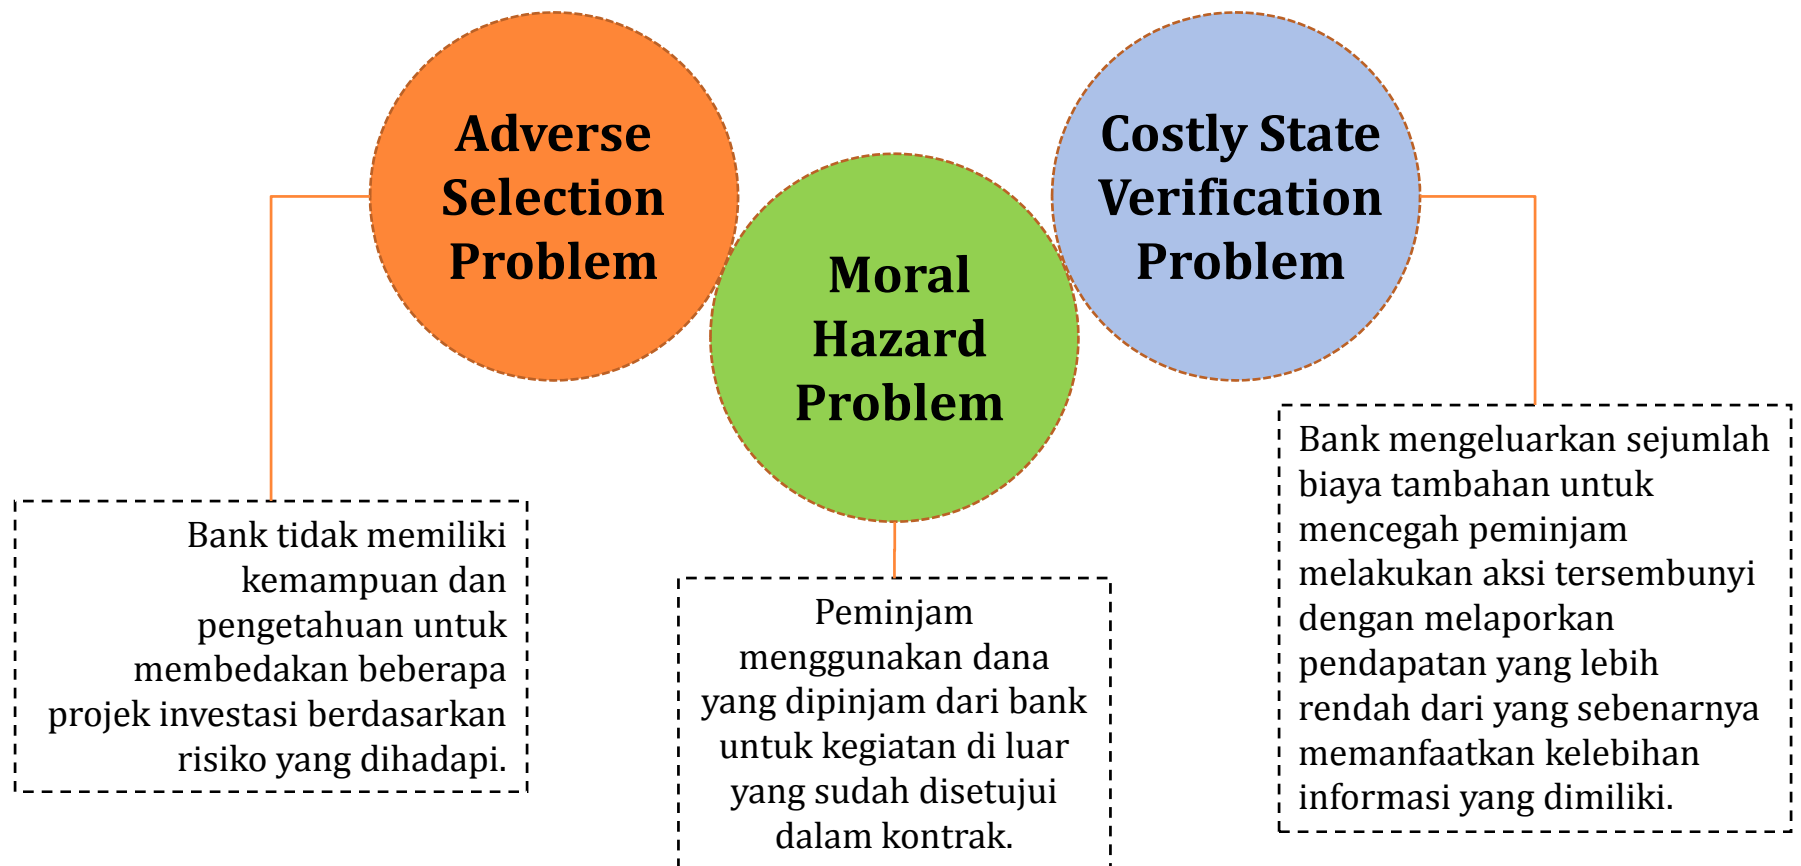 Adverse
Selection
Problem
Bank tidak memiliki
kemampuan dan
pengetahuan untuk
membedakan beberapa
projek investasi berdasarkan
risiko yang dihadapi.
Moral
Hazard
Problem
Peminjam
menggunakan dana
yang dipinjam dari bank
untuk kegiatan di luar
yang sudah disetujui
dalam kontrak.
Costly State
Verification
Problem
Bank mengeluarkan sejumlah
biaya tambahan untuk
mencegah peminjam
melakukan aksi tersembunyi
dengan melaporkan
pendapatan yang lebih
rendah dari yang sebenarnya
memanfaatkan kelebihan
informasi yang dimiliki.